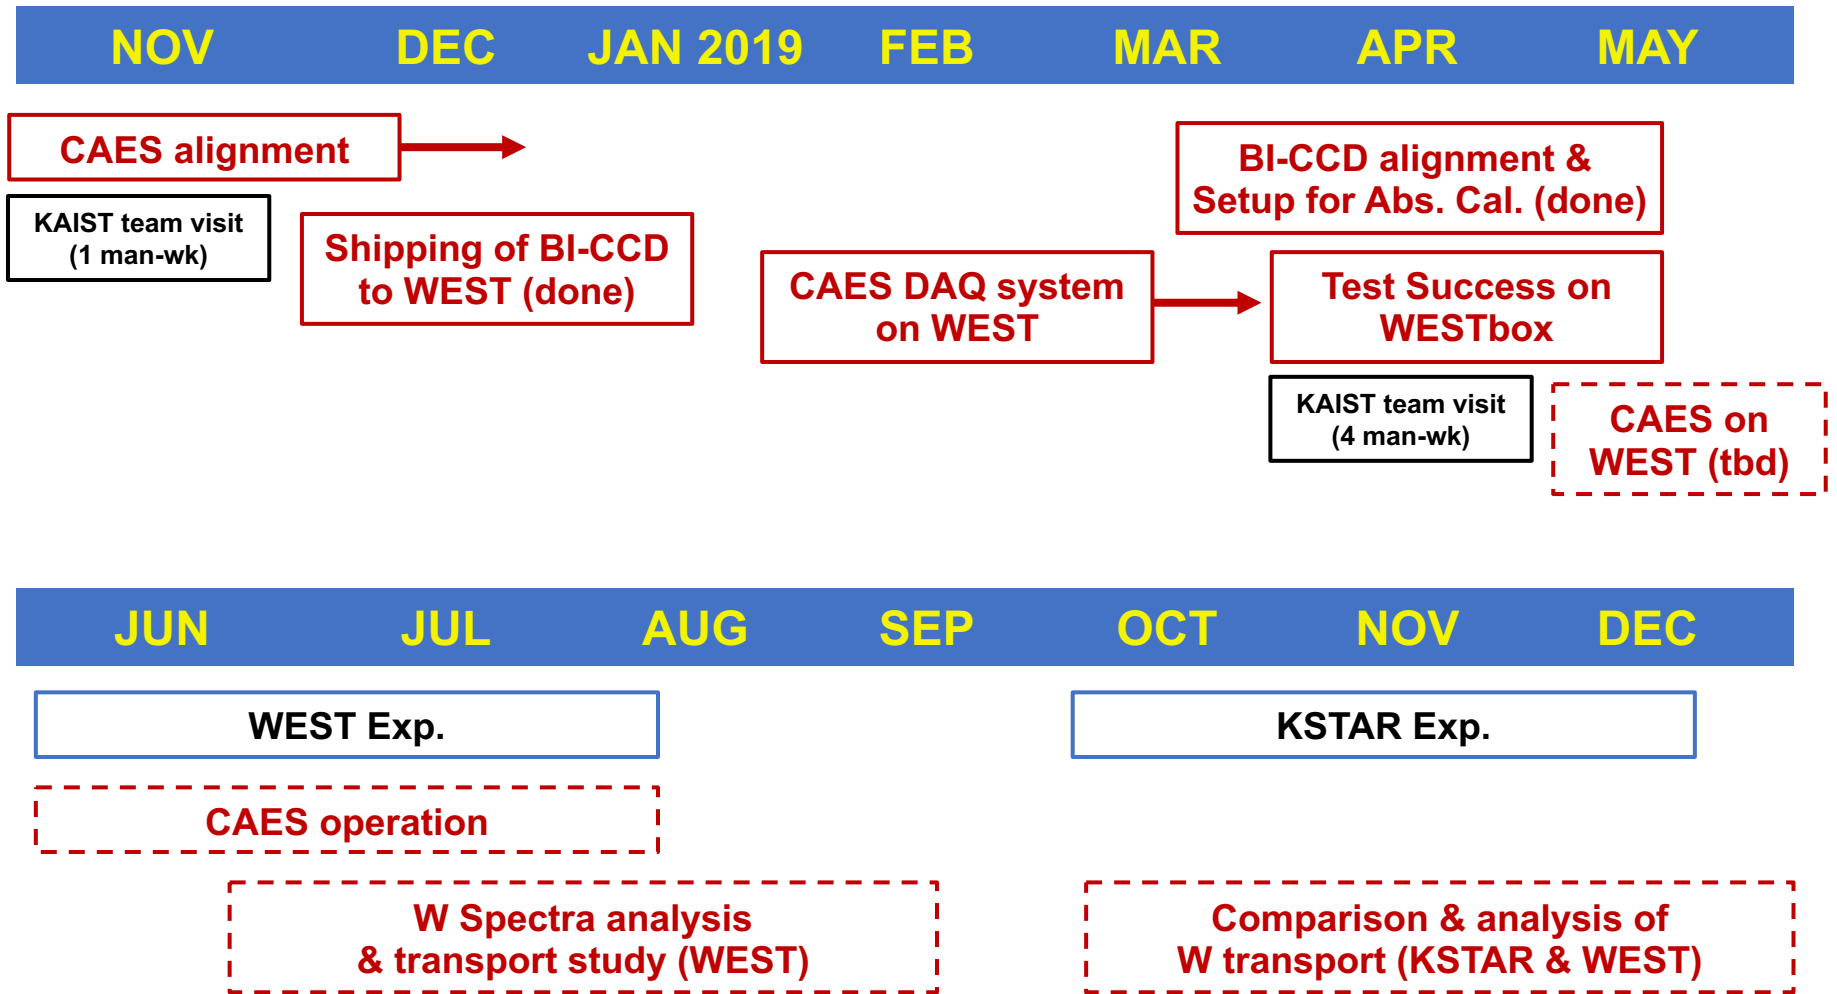 NOV DEC JAN 2019 FEB MAR APR MAY
CAES alignment
KAIST team visit
(1 man-wk)
Shipping of BI-CCD
to WEST (done)
CAES DAQ system
on WEST
BI-CCD alignment &
Setup for Abs. Cal. (done)
Test Success on
WESTbox
KAIST team visit
(4 man-wk)
CAES on
WEST (tbd)
JUN JUL AUG SEP OCT NOV DEC
WEST Exp.
KSTAR Exp.
CAES operation
W Spectra analysis
& transport study (WEST)
Comparison & analysis of
W transport (KSTAR & WEST)